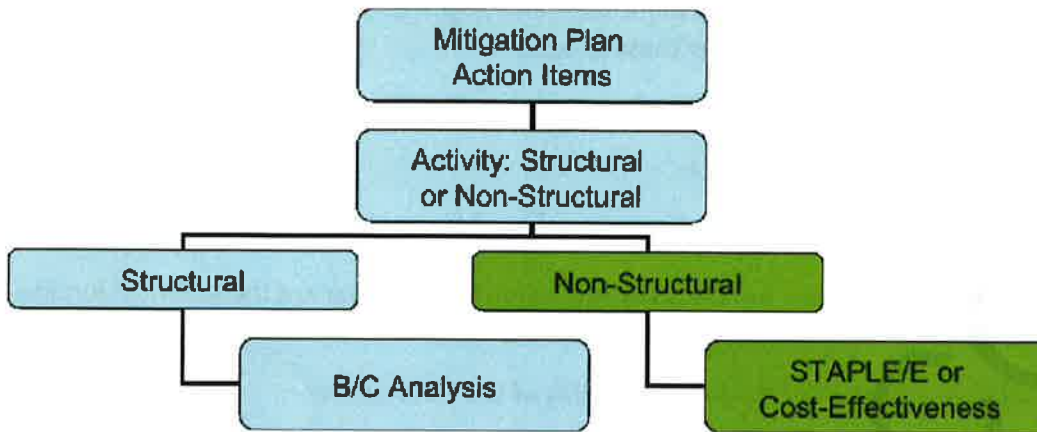 Mitigation Plan
Action Items
Activity: Structural
or Non-Structural
Structural
Non-Structural
B/C Analysis
STAPLE/E or
Cost-Effectiveness